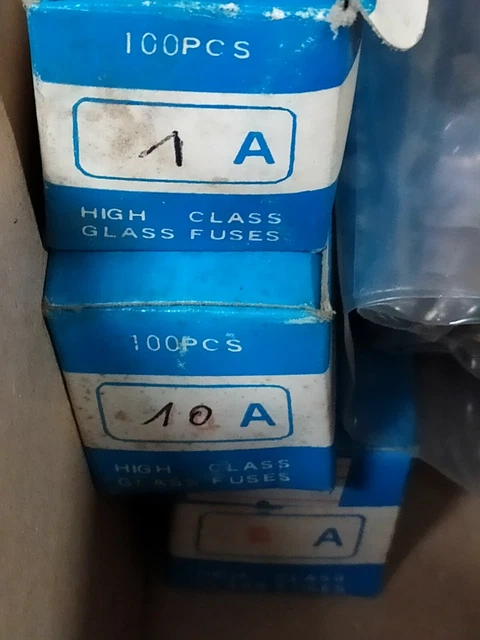 100PCS
1 A
HIGH CLASS
GLASS FUSES
100PCS
10 A
HIGH CLASS
GLASS FUSES
A